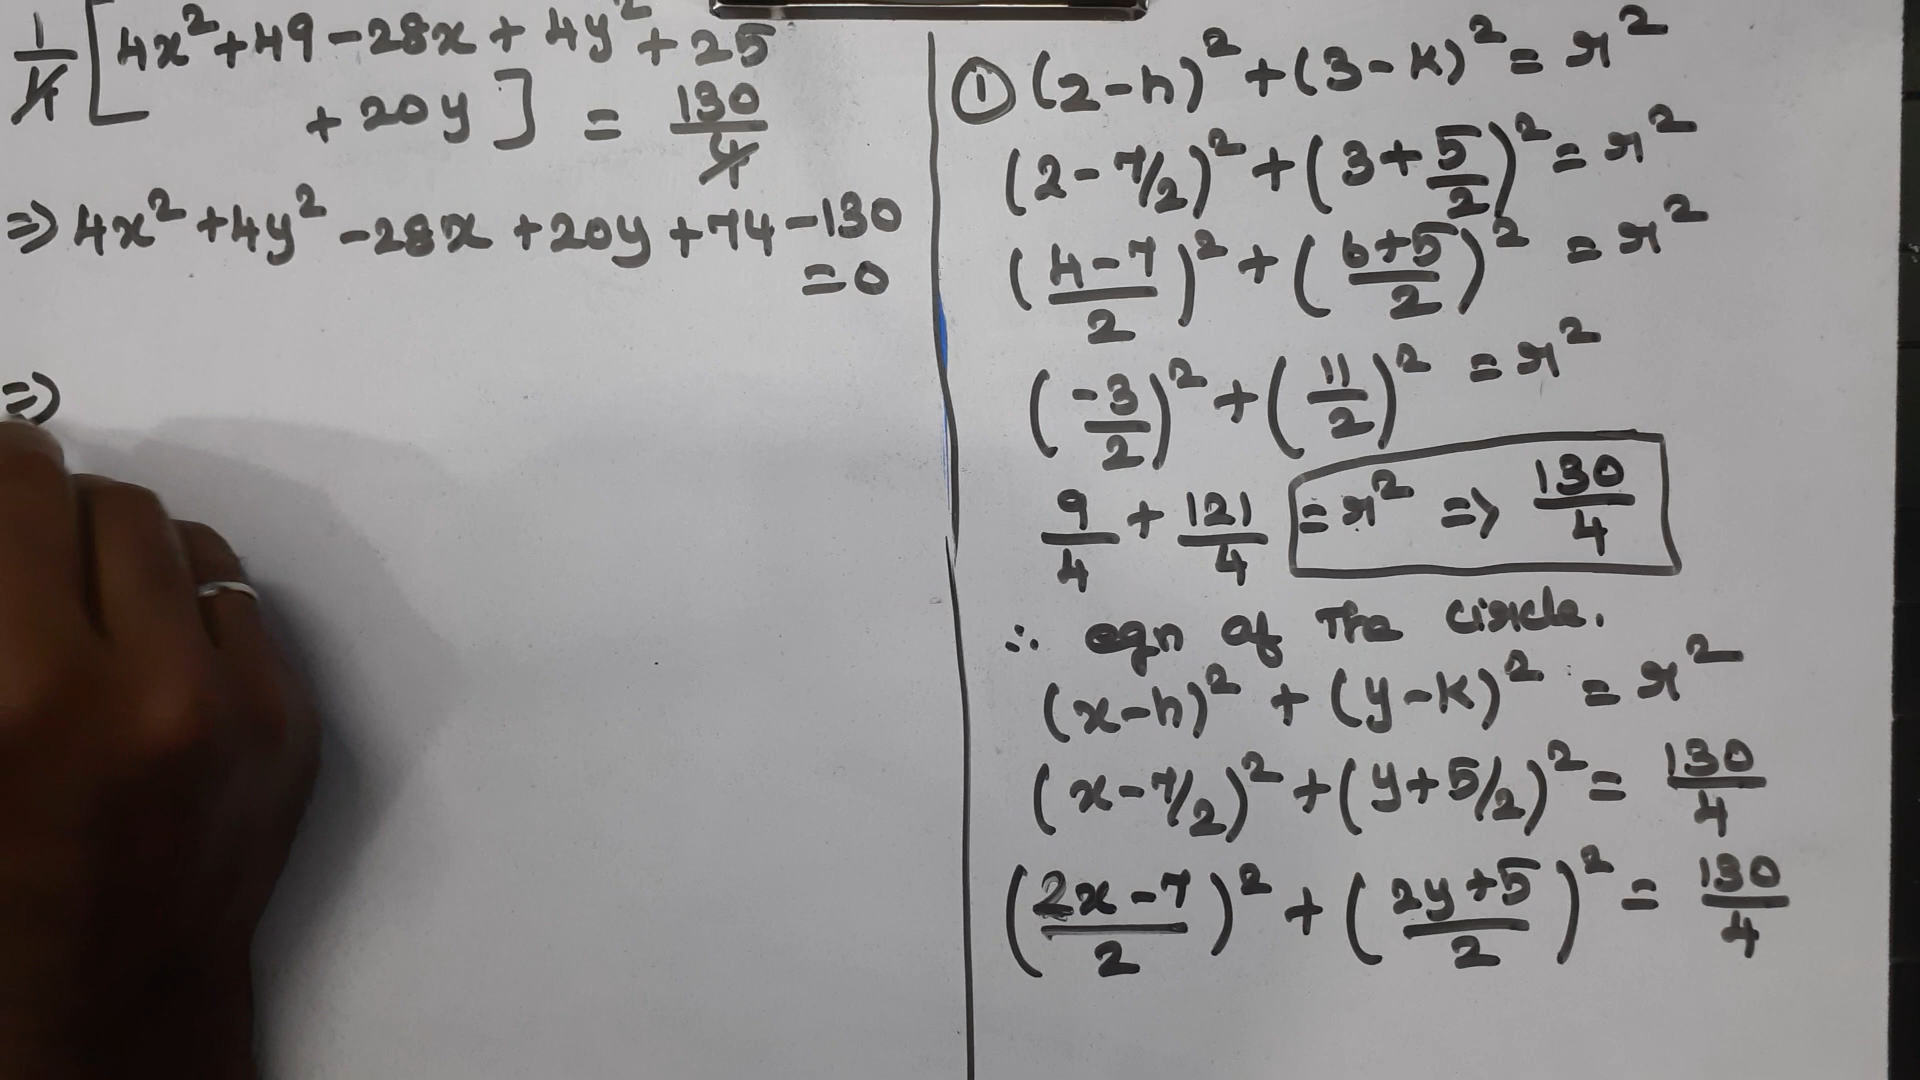 1/4 [4x² + 49 - 28x + 4y² + 25
+ 20y] = 130/4
=> 4x² + 4y² - 28x + 20y + 74 - 130
= 0
=>
① (2-h)² + (3-k)² = r²
(2 - 7/2)² + (3 + 5/2)² = r²
((4-7)/2)² + ((6+5)/2)² = r²
(-3/2)² + (11/2)² = r²
9/4 + 121/4 = r² => 130/4
∴ eqn of The circle.
(x-h)² + (y-k)² = r²
(x - 7/2)² + (y + 5/2)² = 130/4
((2x-7)/2)² + ((2y+5)/2)² = 130/4